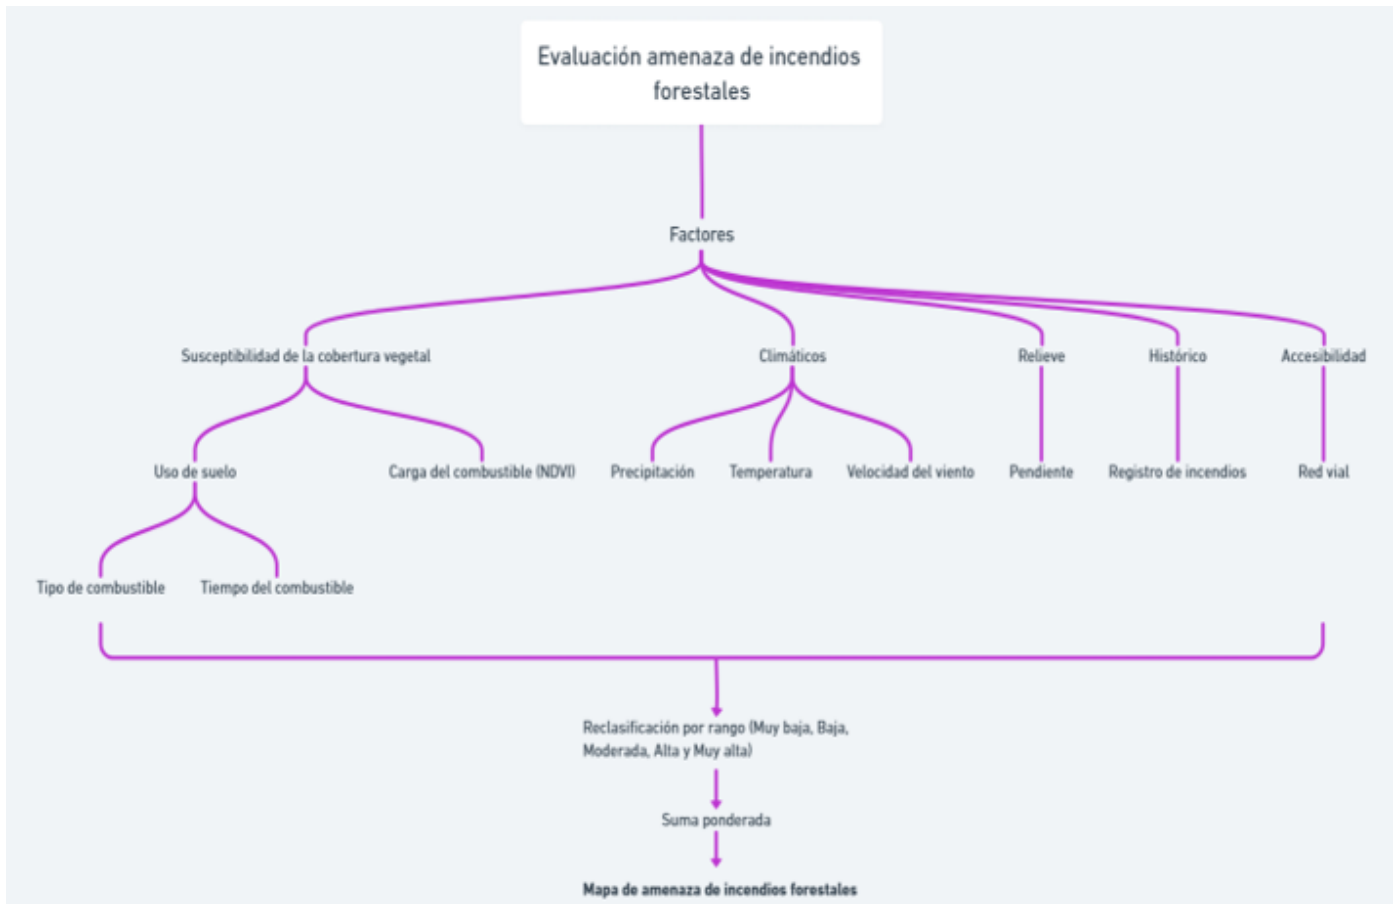 Evaluación amenaza de incendios
forestales
Factores
Susceptibilidad de la cobertura vegetal
Climáticos
Relieve
Histórico
Accesibilidad
Uso de suelo
Carga del combustible (NDVI)
Precipitación
Temperatura
Velocidad del viento
Pendiente
Registro de incendios
Red vial
Tipo de combustible
Tiempo del combustible
Reclasificación por rango (Muy baja, Baja,
Moderada, Alta y Muy alta)
Suma ponderada
Mapa de amenaza de incendios forestales